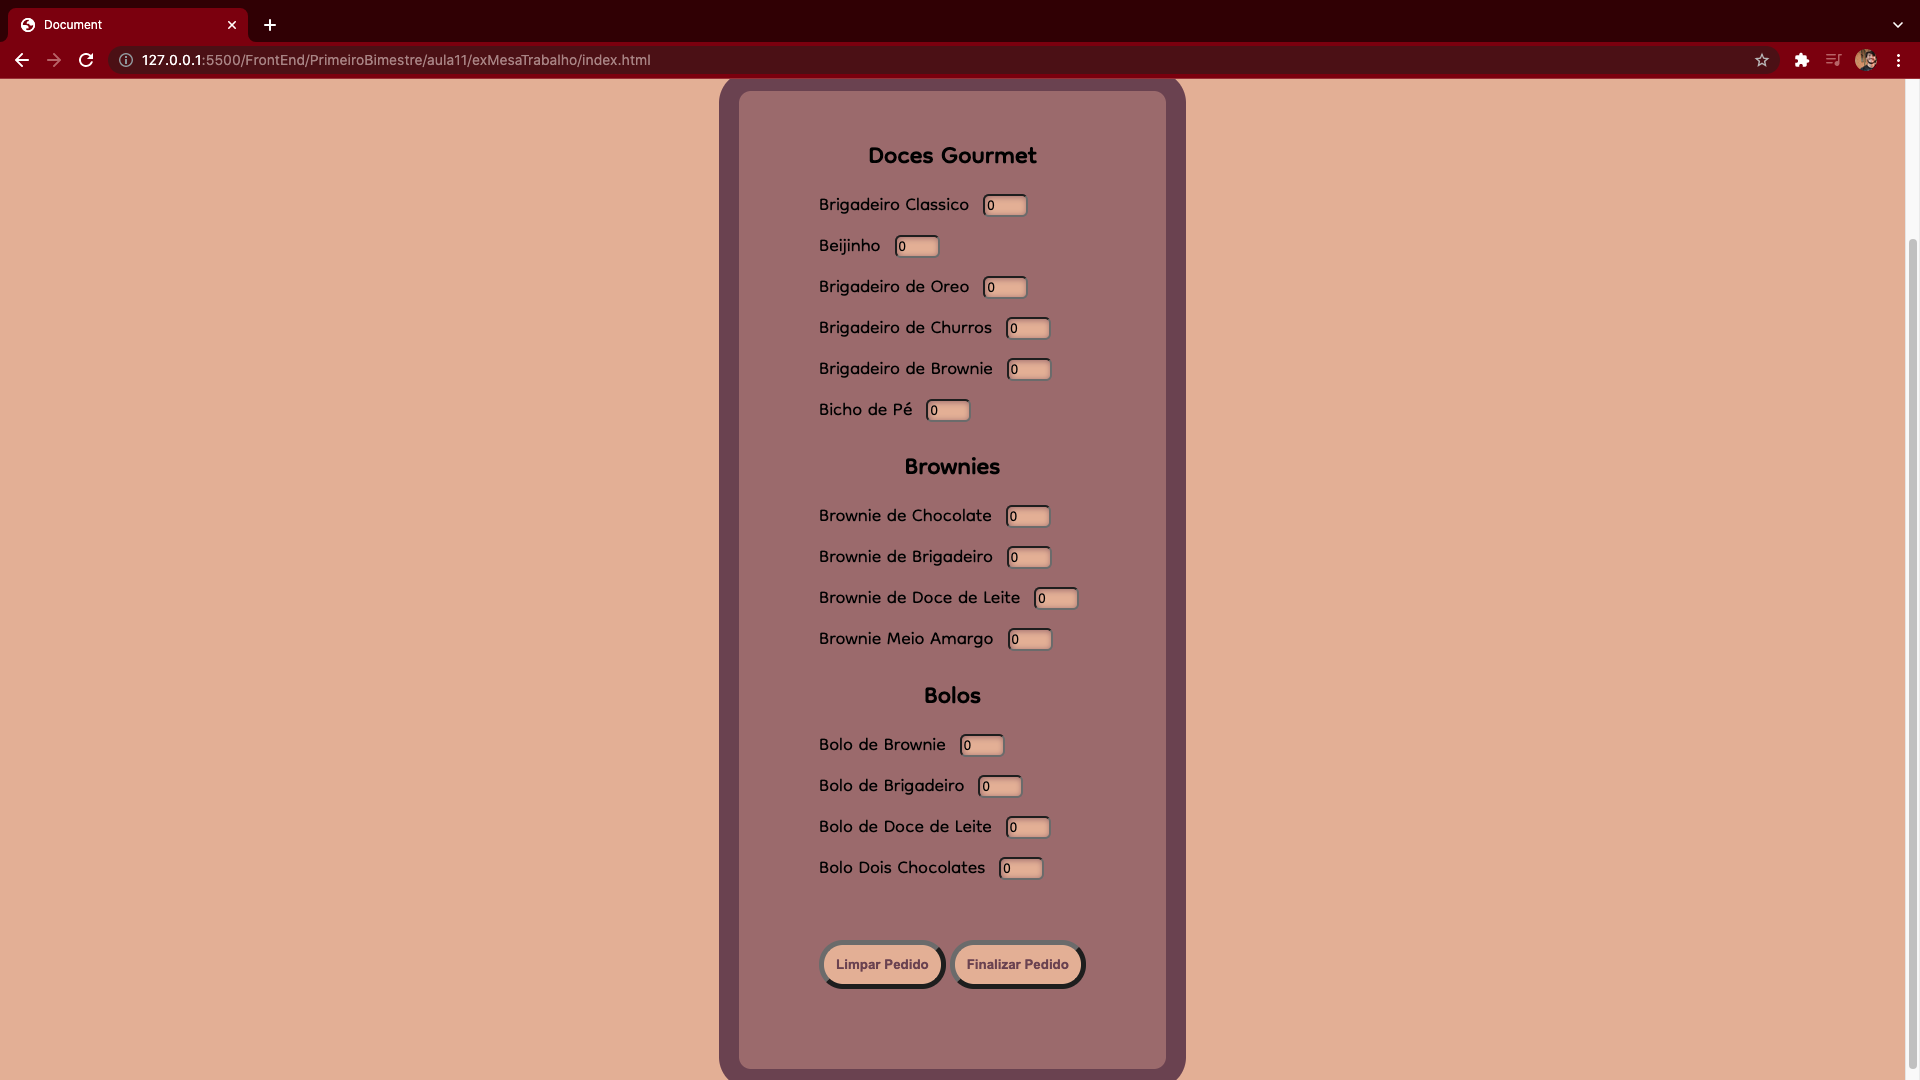 Document
127.0.0.1:5500/FrontEnd/PrimeiroBimestre/aula11/exMesaTrabalho/index.html
Doces Gourmet
Brigadeiro Classico 0
Beijinho 0
Brigadeiro de Oreo 0
Brigadeiro de Churros 0
Brigadeiro de Brownie 0
Bicho de Pé 0
Brownies
Brownie de Chocolate 0
Brownie de Brigadeiro 0
Brownie de Doce de Leite 0
Brownie Meio Amargo 0
Bolos
Bolo de Brownie 0
Bolo de Brigadeiro 0
Bolo de Doce de Leite 0
Bolo Dois Chocolates 0
Limpar Pedido Finalizar Pedido